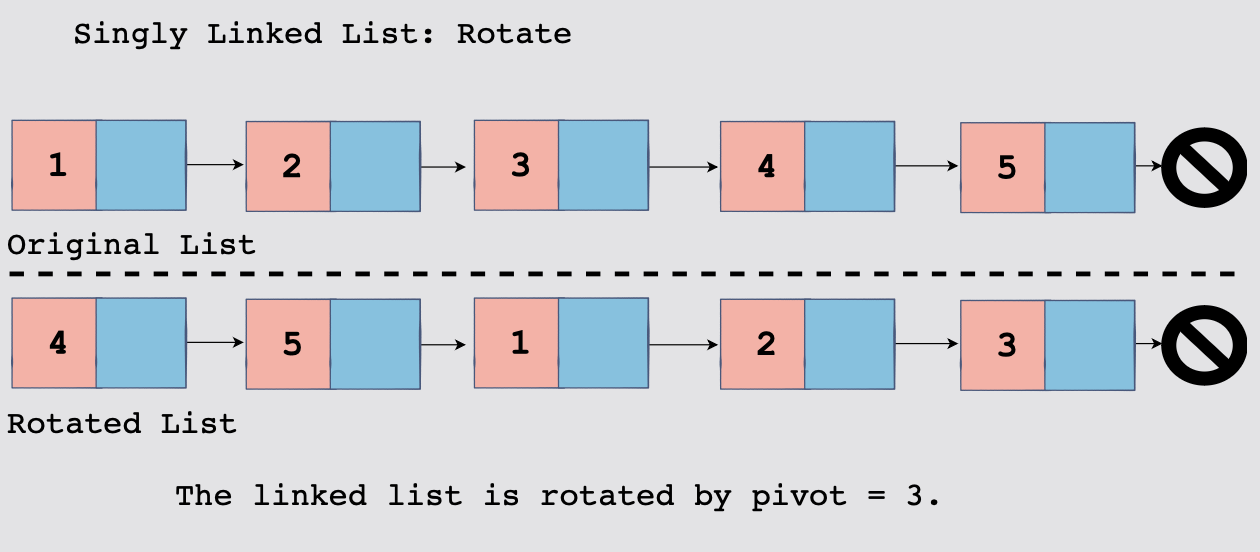 Singly Linked List: Rotate
1 2 3 4 5
Original List
4 5 1 2 3
Rotated List
The linked list is rotated by pivot = 3.